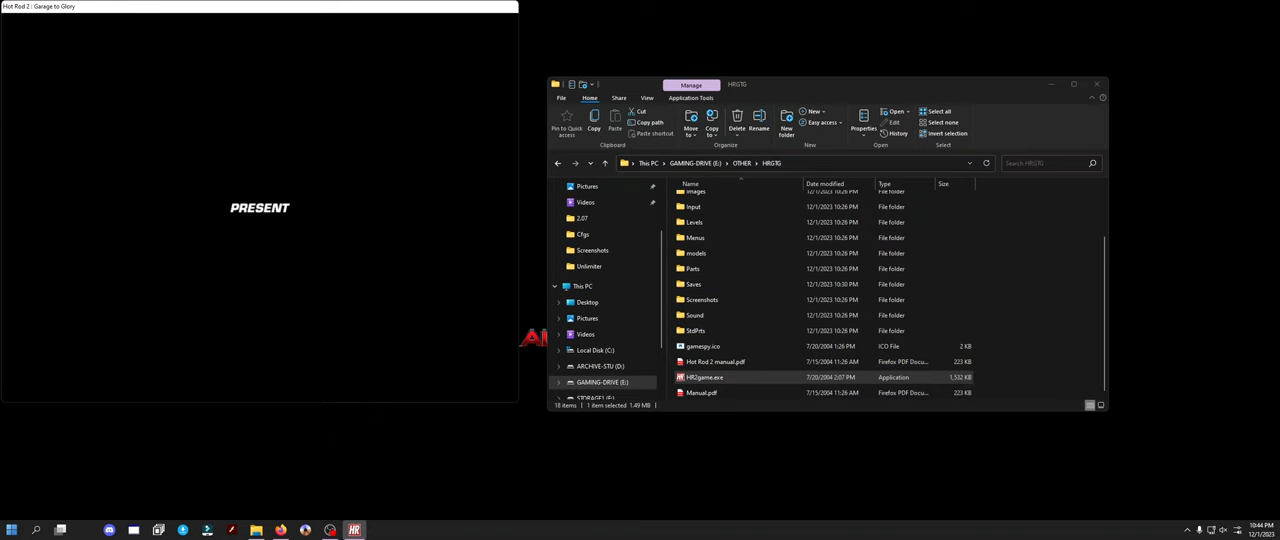 Hot Rod 2 : Garage to Glory
PRESENT
Manage
HRGTG
File
Home
Share
View
Application Tools
Pin to Quick access
Copy
Paste
Cut
Copy path
Paste shortcut
Clipboard
Move to
Copy to
Delete
Rename
Organize
New folder
New
Easy access
New
Properties
Open
Edit
History
Open
Select all
Select none
Invert selection
Select
This PC
GAMING-DRIVE (E:)
OTHER
HRGTG
Search HRGTG
Pictures
Videos
2.07
Cfgs
Screenshots
Unlimiter
This PC
Desktop
Pictures
Videos
Local Disk (C:)
ARCHIVE-STU (D:)
GAMING-DRIVE (E:)
Name Date modified Type Size
Images 12/1/2023 10:26 PM File folder
Input 12/1/2023 10:26 PM File folder
Levels 12/1/2023 10:26 PM File folder
Menus 12/1/2023 10:26 PM File folder
models 12/1/2023 10:26 PM File folder
Parts 12/1/2023 10:26 PM File folder
Saves 12/1/2023 10:30 PM File folder
Screenshots 12/1/2023 10:26 PM File folder
Sound 12/1/2023 10:26 PM File folder
StdPrts 12/1/2023 10:26 PM File folder
gamespy.ico 7/20/2004 1:26 PM ICO File 2 KB
Hot Rod 2 manual.pdf 7/15/2004 11:26 AM Firefox PDF Docu... 223 KB
HR2game.exe 7/20/2004 2:07 PM Application 1,532 KB
Manual.pdf 7/15/2004 11:26 AM Firefox PDF Docu... 223 KB
18 items 1 item selected 1.49 MB
HR
10:44 PM
12/1/2023